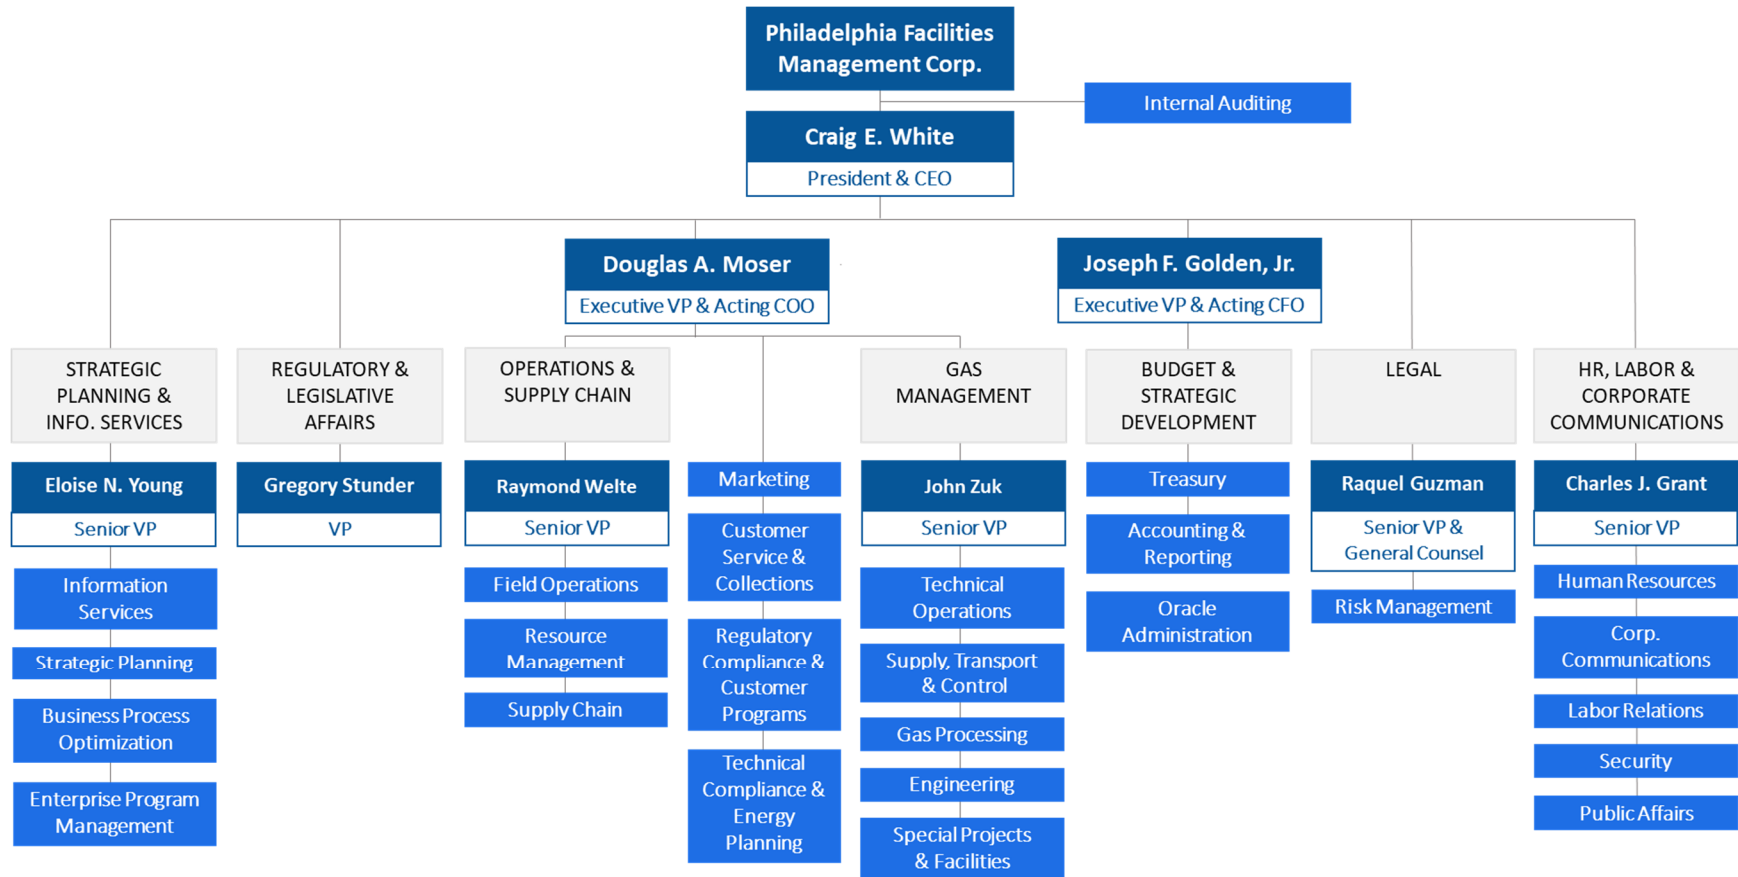 Philadelphia Facilities
Management Corp.
Internal Auditing
Craig E. White
President & CEO
Douglas A. Moser
Executive VP & Acting COO
Joseph F. Golden, Jr.
Executive VP & Acting CFO
STRATEGIC
PLANNING &
INFO. SERVICES
Eloise N. Young
Senior VP
Information
Services
Strategic Planning
Business Process
Optimization
Enterprise Program
Management
REGULATORY &
LEGISLATIVE
AFFAIRS
Gregory Stunder
VP
OPERATIONS &
SUPPLY CHAIN
Raymond Welte
Senior VP
Field Operations
Resource
Management
Supply Chain
Marketing
Customer
Service &
Collections
Regulatory
Compliance &
Customer
Programs
Technical
Compliance &
Energy
Planning
GAS
MANAGEMENT
John Zuk
Senior VP
Technical
Operations
Supply, Transport
& Control
Gas Processing
Engineering
Special Projects
& Facilities
BUDGET &
STRATEGIC
DEVELOPMENT
Treasury
Accounting &
Reporting
Oracle
Administration
LEGAL
Raquel Guzman
Senior VP &
General Counsel
Risk Management
HR, LABOR &
CORPORATE
COMMUNICATIONS
Charles J. Grant
Senior VP
Human Resources
Corp.
Communications
Labor Relations
Security
Public Affairs